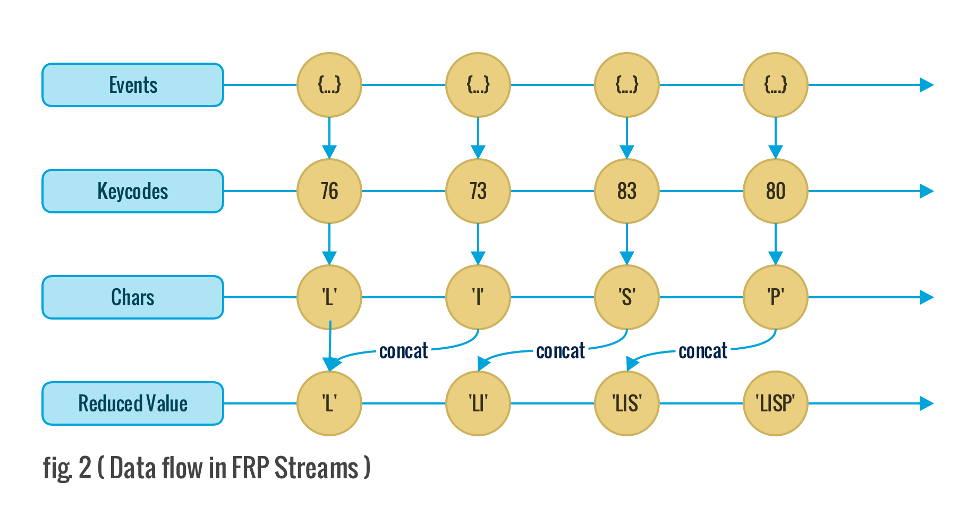 Events {...} {...} {...} {...}
Keycodes 76 73 83 80
Chars 'L' 'I' 'S' 'P'
concat concat concat
Reduced Value 'L' 'LI' 'LIS' 'LISP'
fig. 2 ( Data flow in FRP Streams )